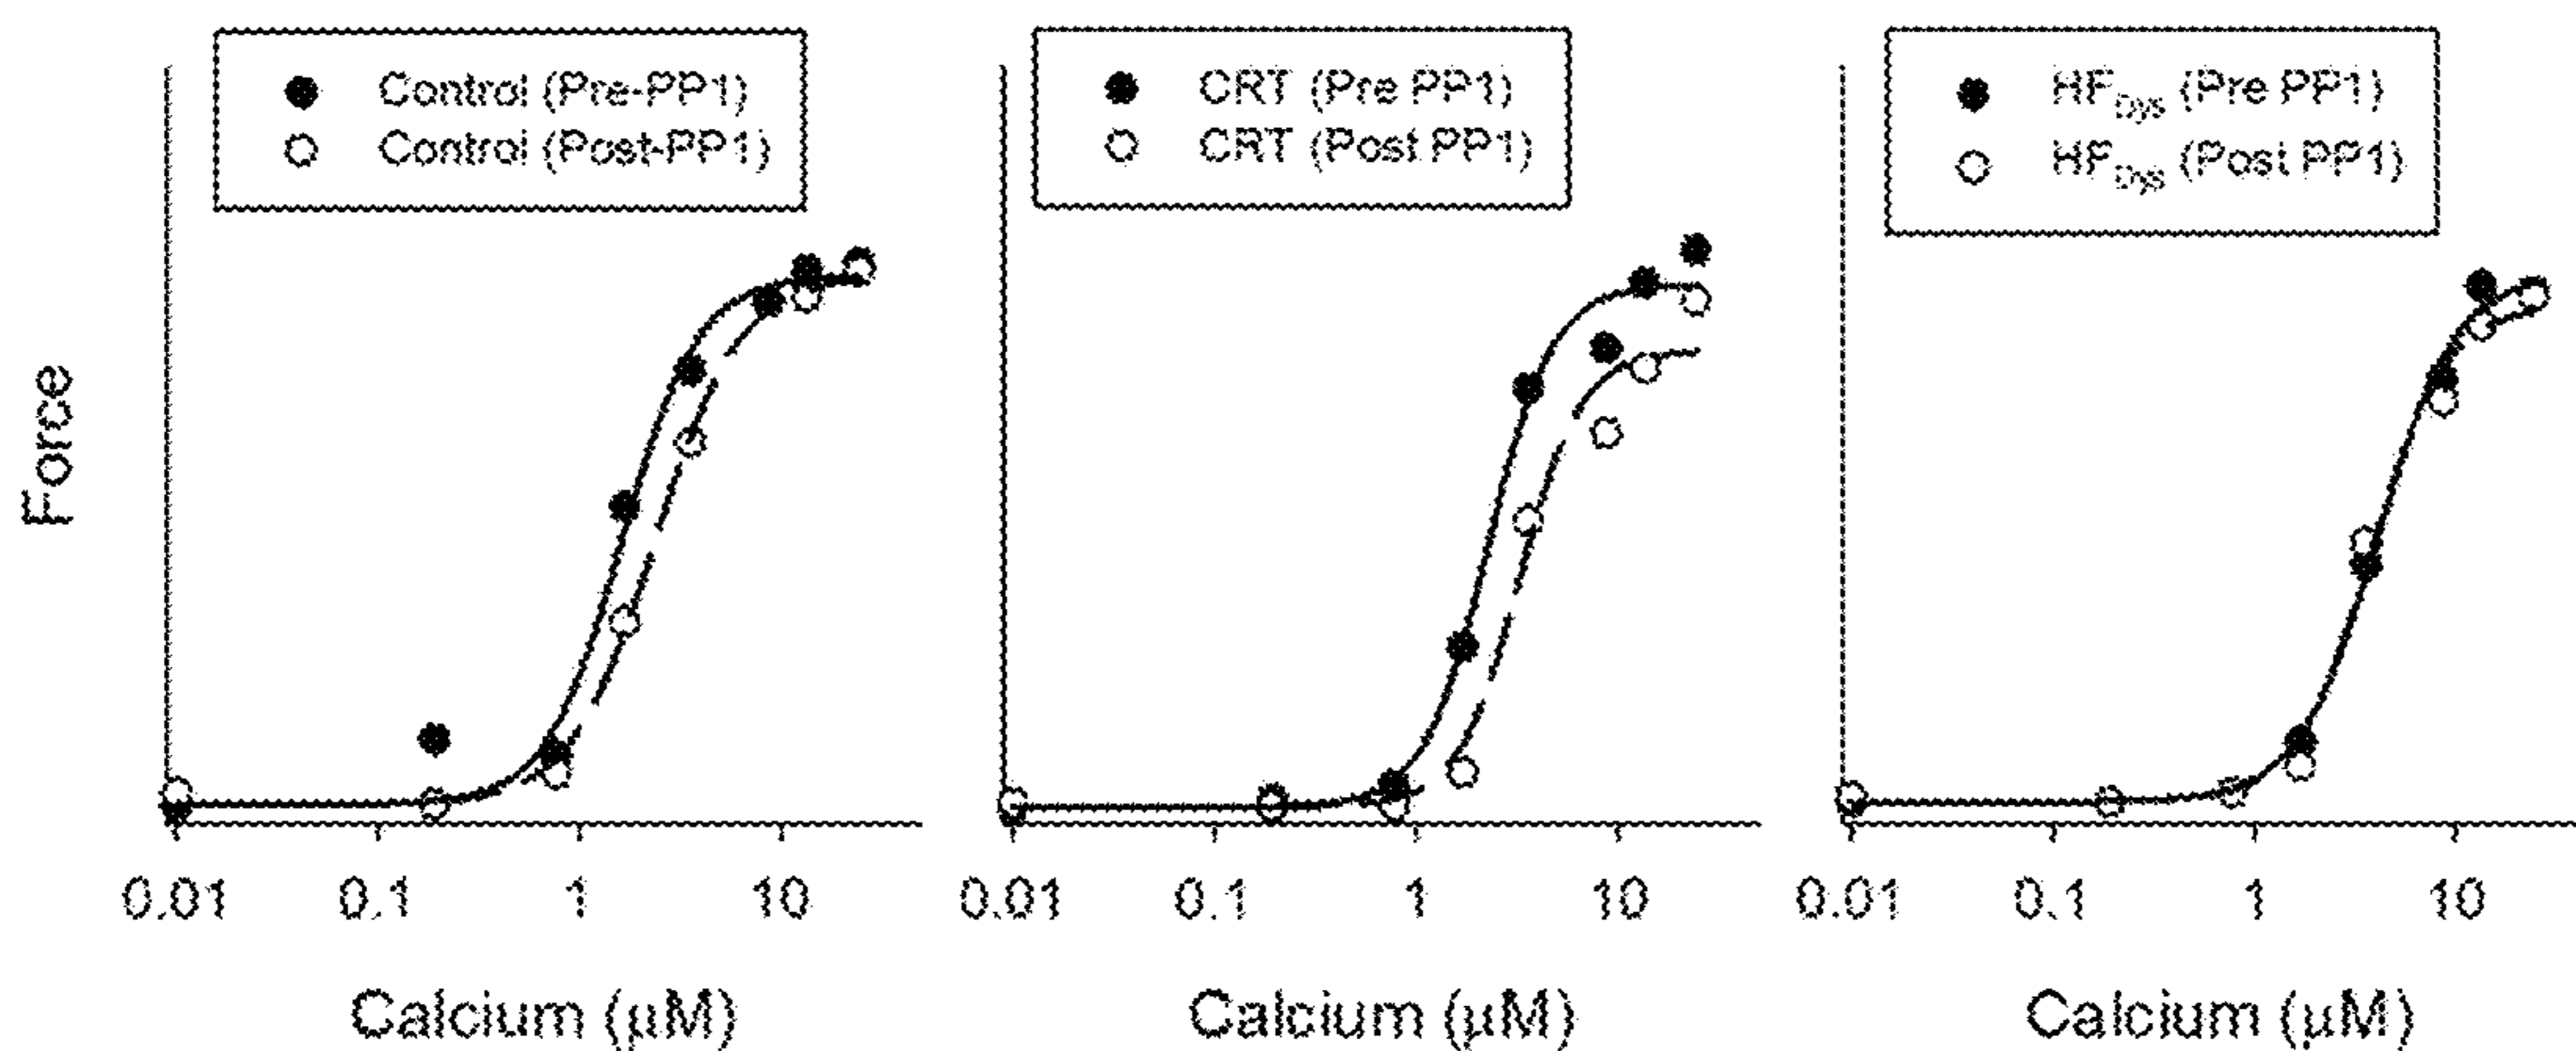 Control (Pre-PP1)
Control (Post-PP1)
CRT (Pre PP1)
CRT (Post PP1)
HFDys (Pre PP1)
HFDys (Post PP1)
Force
0.01 0.1 1 10
0.01 0.1 1 10
0.01 0.1 1 10
Calcium (μM)
Calcium (μM)
Calcium (μM)